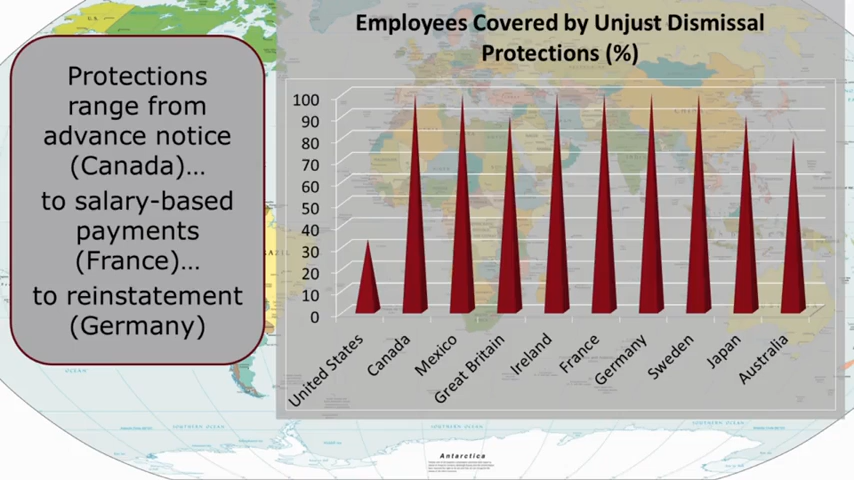 Employees Covered by Unjust Dismissal
Protections (%)
Protections
range from
advance notice
(Canada)...
to salary-based
payments
(France)...
to reinstatement
(Germany)
100
90
80
70
60
50
40
30
20
10
0
United States
Canada
Mexico
Great Britain
Ireland
France
Germany
Sweden
Japan
Australia
Antarctica